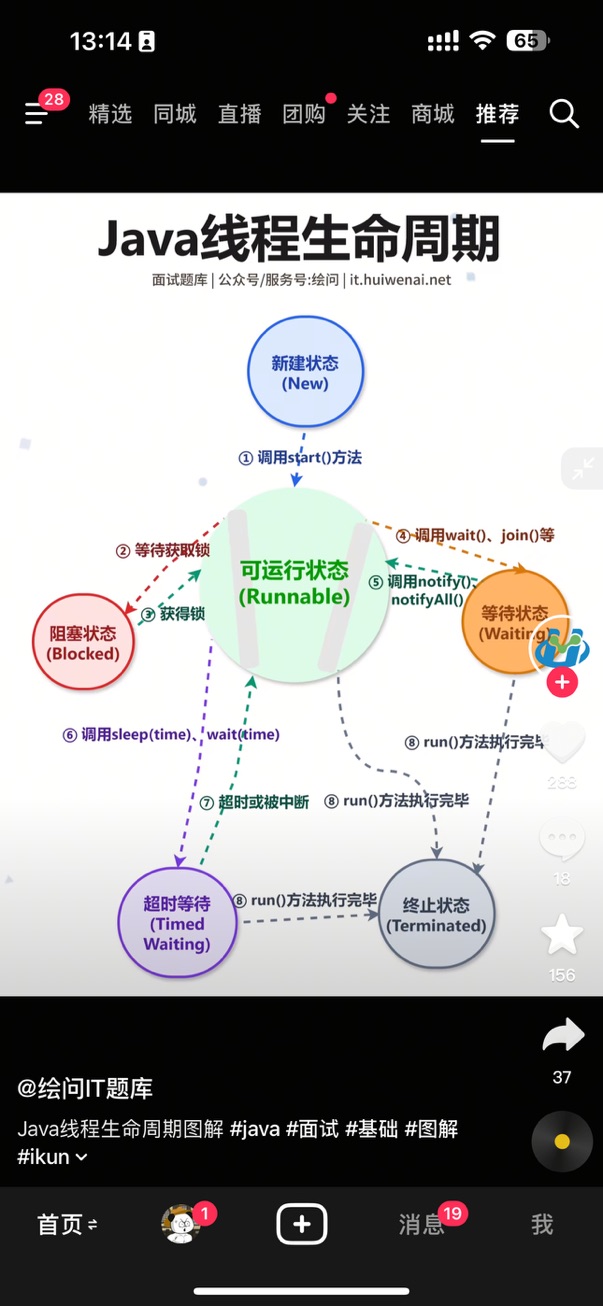 13:14
65
28
精选 同城 直播 团购 关注 商城 推荐
Java线程生命周期
面试题库 | 公众号/服务号:绘问 | it.huiwenai.net
新建状态
(New)
① 调用start()方法
② 等待获取锁
④ 调用wait()、join()等
可运行状态
(Runnable)
⑤ 调用notify()、
notifyAll()
③ 获得锁
阻塞状态
(Blocked)
等待状态
(Waiting)
⑥ 调用sleep(time)、wait(time)
⑧ run()方法执行完毕
288
⑦ 超时或被中断
⑧ run()方法执行完毕
18
超时等待
(Timed
Waiting)
⑧ run()方法执行完毕
终止状态
(Terminated)
156
37
@绘问IT题库
Java线程生命周期图解 #java #面试 #基础 #图解
#ikun
首页
1
消息
19
我